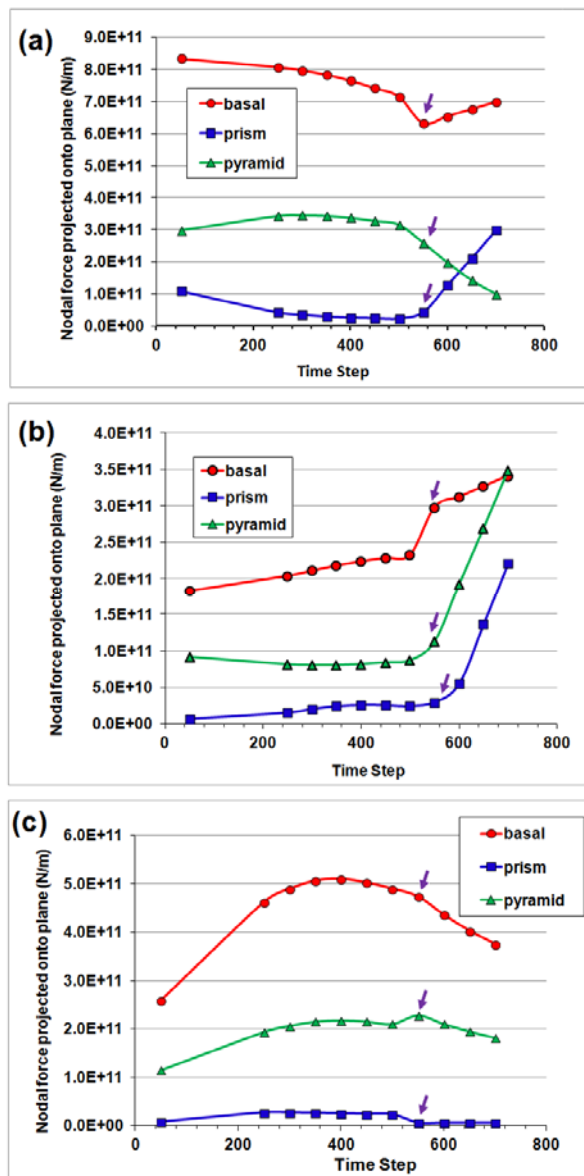 (a)
Nodal force projected onto plane (N/m)
9.0E+11
8.0E+11
7.0E+11
6.0E+11
5.0E+11
4.0E+11
3.0E+11
2.0E+11
1.0E+11
0.0E+00
basal
prism
pyramid
0 200 400 600 800
Time Step
(b)
Nodal force projected onto plane (N/m)
4.0E+11
3.5E+11
3.0E+11
2.5E+11
2.0E+11
1.5E+11
1.0E+11
5.0E+10
0.0E+00
basal
prism
pyramid
0 200 400 600 800
Time Step
(c)
Nodal force projected onto plane (N/m)
6.0E+11
5.0E+11
4.0E+11
3.0E+11
2.0E+11
1.0E+11
0.0E+00
basal
prism
pyramid
0 200 400 600 800
Time Step